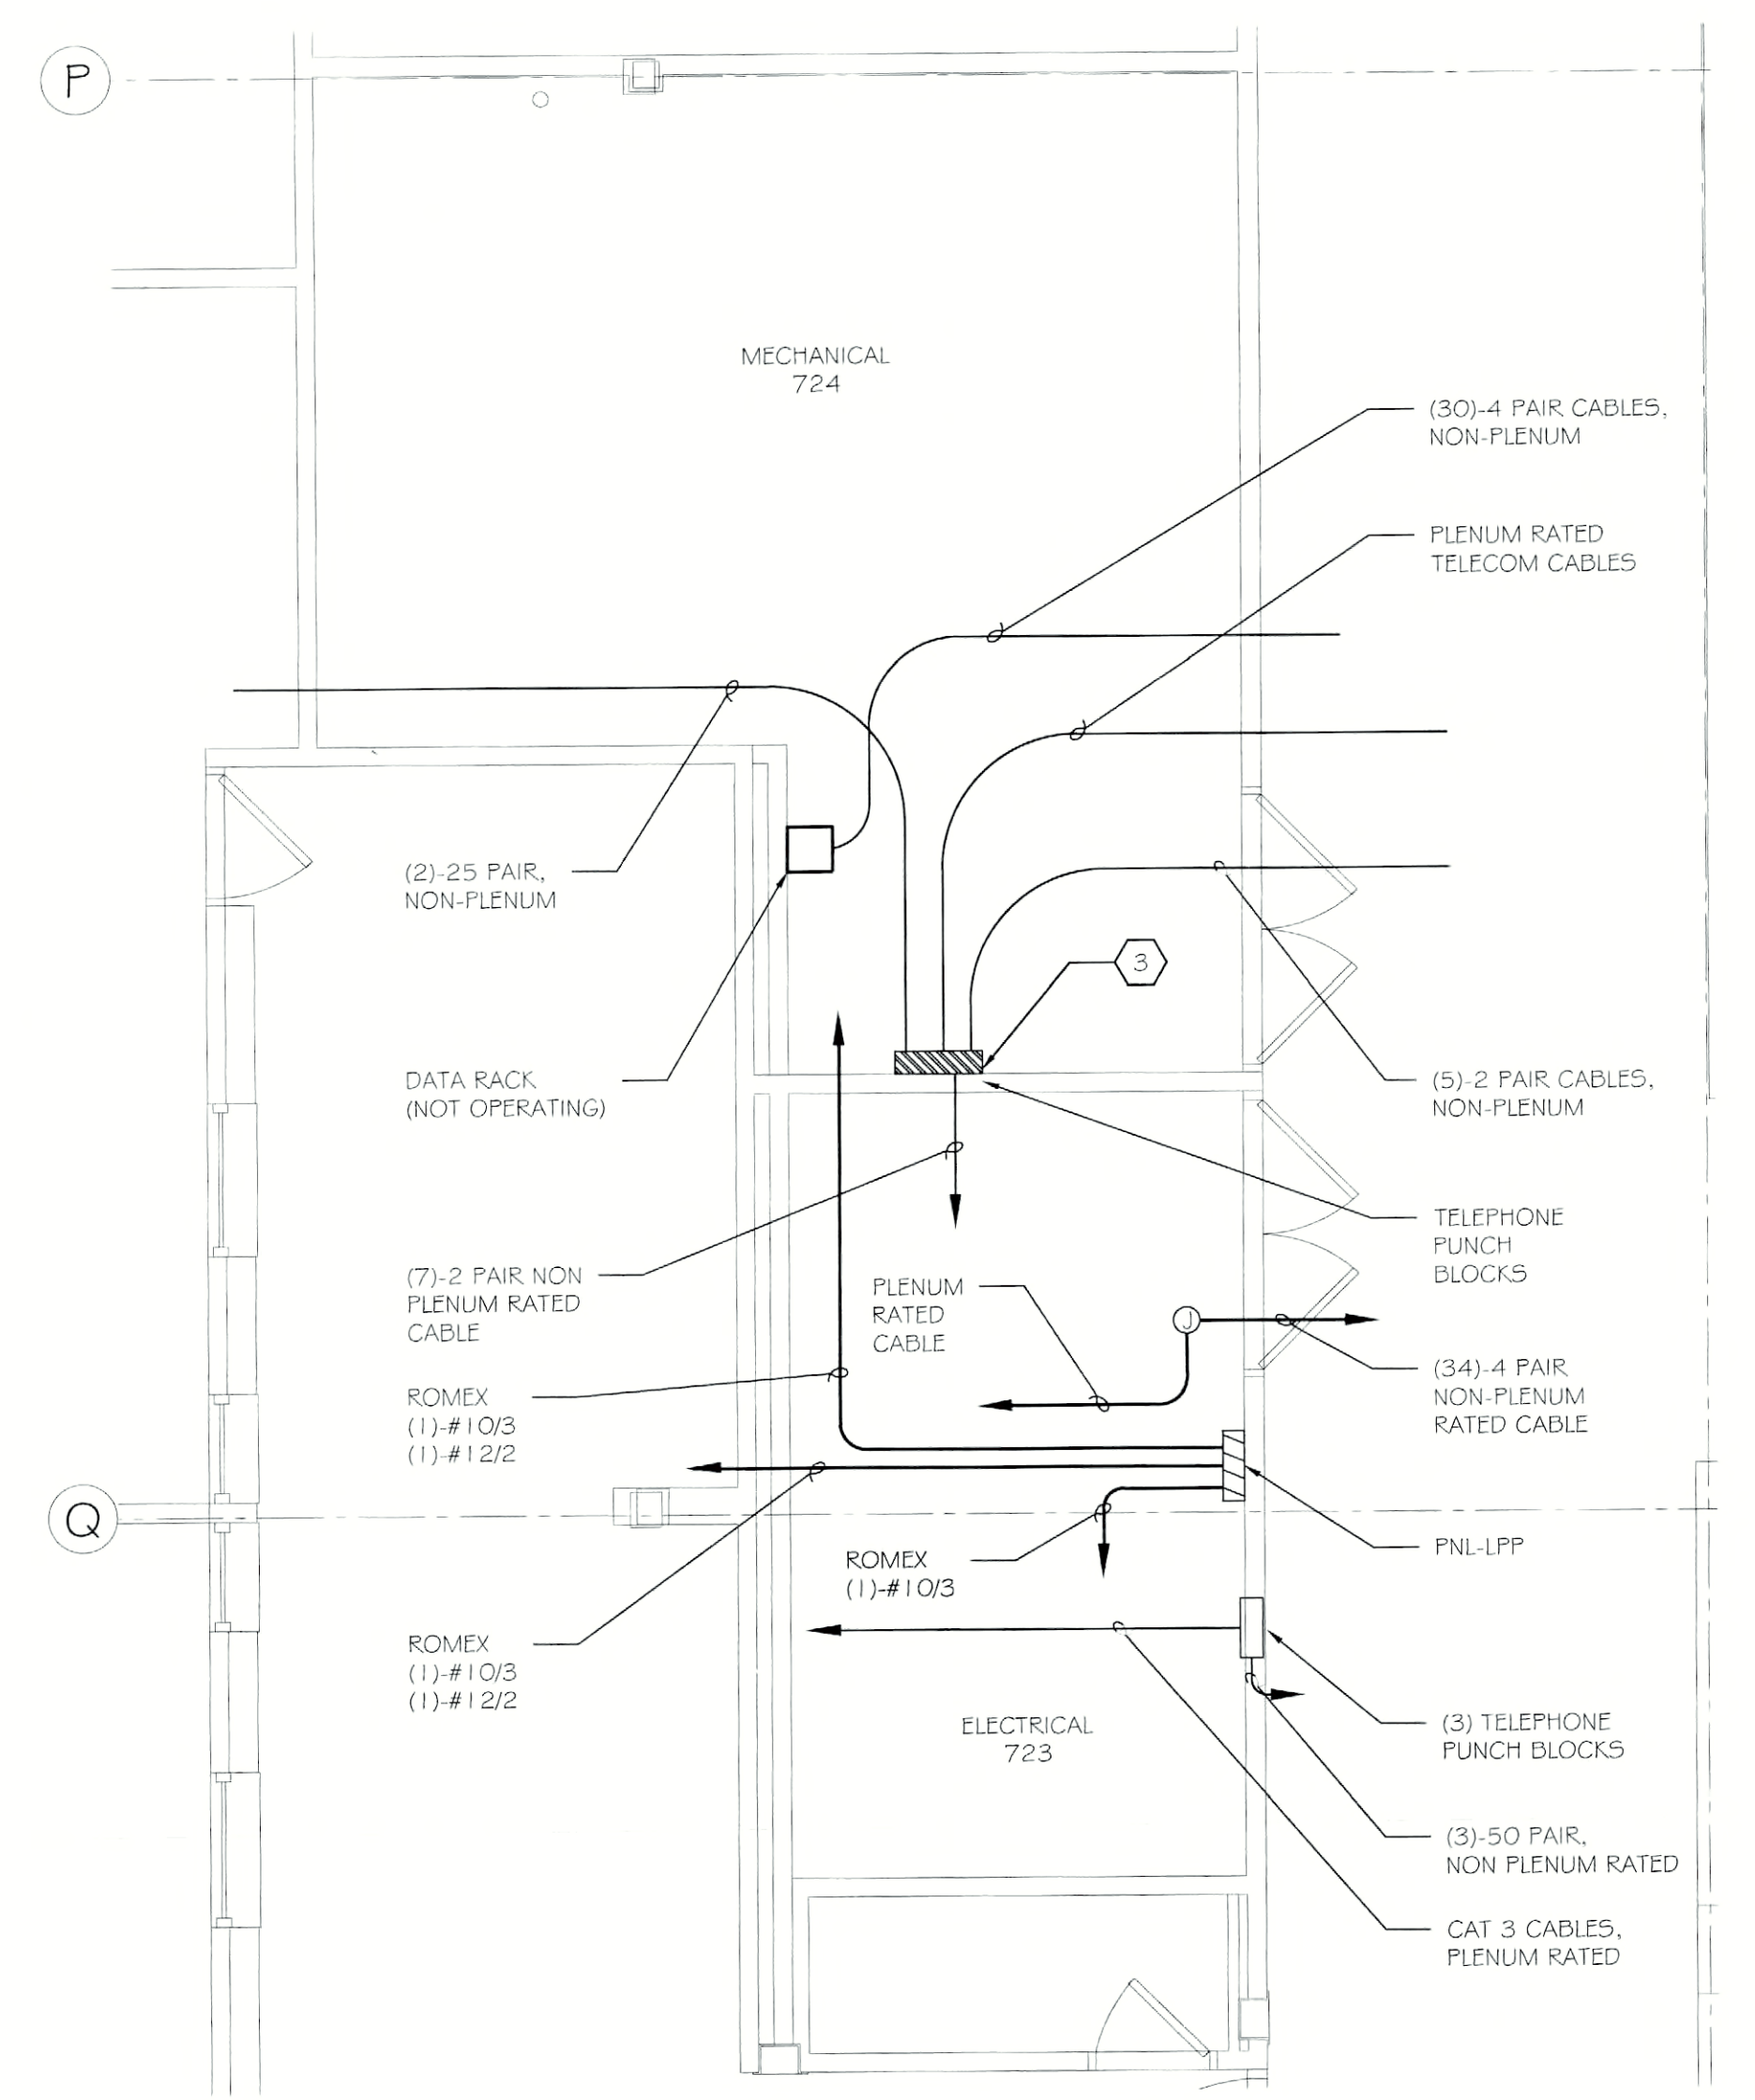 P
MECHANICAL
724
(30)-4 PAIR CABLES,
NON-PLENUM
PLENUM RATED
TELECOM CABLES
(2)-25 PAIR,
NON-PLENUM
3
DATA RACK
(NOT OPERATING)
(5)-2 PAIR CABLES,
NON-PLENUM
TELEPHONE
PUNCH
BLOCKS
(7)-2 PAIR NON
PLENUM RATED
CABLE
PLENUM
RATED
CABLE
J
(34)-4 PAIR
NON-PLENUM
RATED CABLE
ROMEX
(1)-#10/3
(1)-#12/2
Q
PNL-LPP
ROMEX
(1)-#10/3
ROMEX
(1)-#10/3
(1)-#12/2
ELECTRICAL
723
(3) TELEPHONE
PUNCH BLOCKS
(3)-50 PAIR,
NON PLENUM RATED
CAT 3 CABLES,
PLENUM RATED